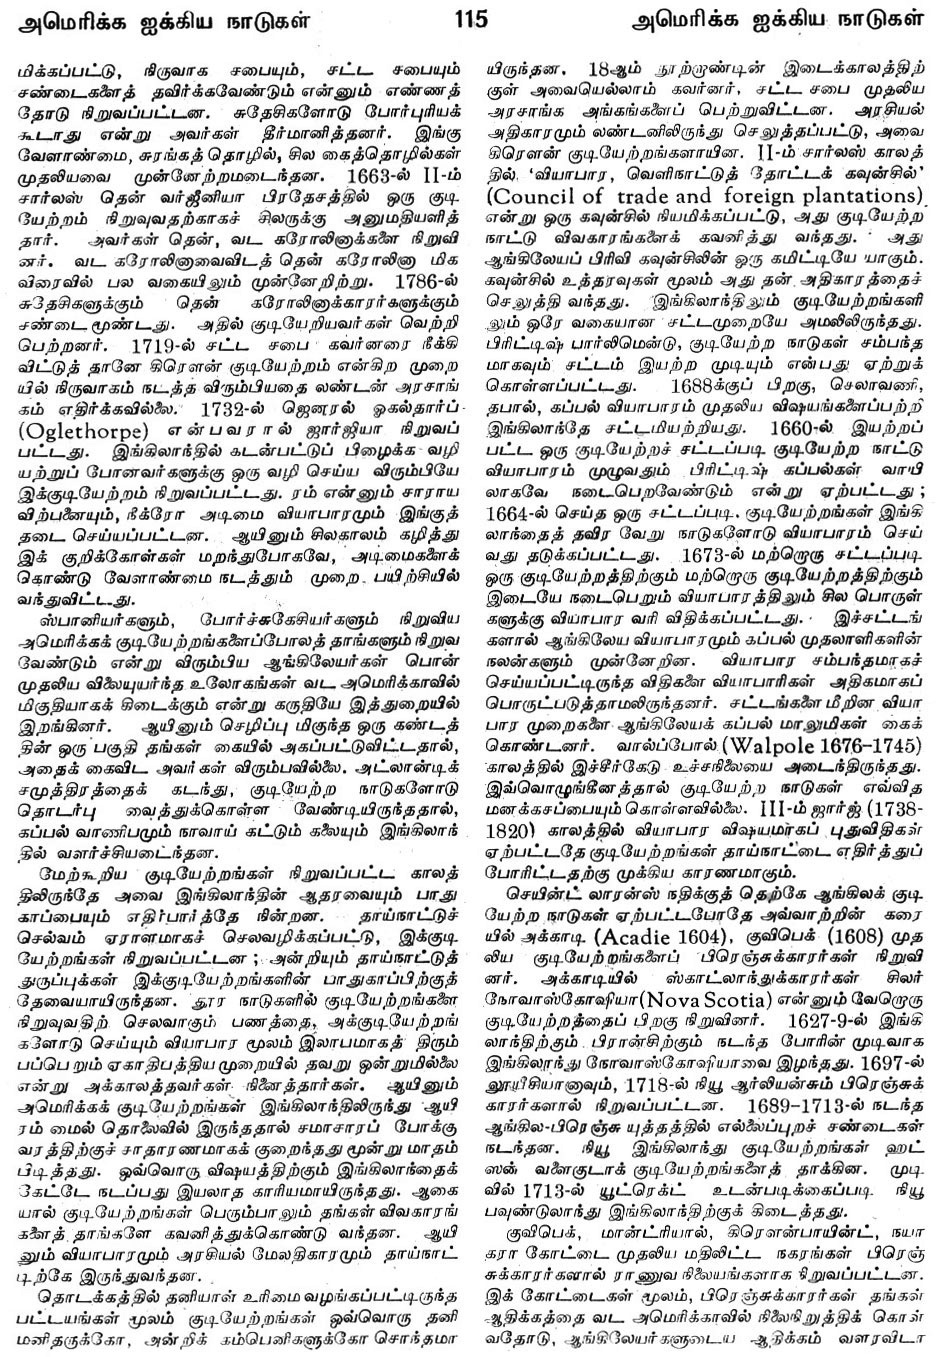 அமெரிக்க ஐக்கிய நாடுகள் 115 அமெரிக்க ஐக்கிய நாடுகள்
மிக்கப்பட்டு, நிருவாக சபையும், சட்ட சபையும்
சண்டைகளைத் தவிர்க்கவேண்டும் என்னும் எண்ணத்
தோடு நிறுவப்பட்டன. சுதேசிகளோடு போர்புரியக்
கூடாது என்று அவர்கள் தீர்மானித்தனர். இங்கு
வேளாண்மை, சுரங்கத் தொழில், சில கைத்தொழில்கள்
முதலியவை முன்னேற்றமடைந்தன. 1663-ல் II-ம்
சார்லஸ் தென் வர்ஜீனியா பிரதேசத்தில் ஒரு குடி
யேற்றம் நிறுவுவதற்காகச் சிலருக்கு அனுமதியளித்
தார். அவர்கள் தென், வட கரோலினாக்களை நிறுவி
னர். வட கரோலினாவைவிடத் தென் கரோலினா மிக
விரைவில் பல வகையிலும் முன்னேறிற்று. 1786-ல்
சுதேசிகளுக்கும் தென் கரோலினாக்காரர்களுக்கும்
சண்டை மூண்டது. அதில் குடியேறியவர்கள் வெற்றி
பெற்றனர். 1719-ல் சட்ட சபை கவர்னரை நீக்கி
விட்டுத் தானே கிரௌன் குடியேற்றம் என்கிற முறை
யில் நிருவாகம் நடத்த விரும்பியதை லண்டன் அரசாங்
கம் எதிர்க்கவில்லை. 1732-ல் ஜெனரல் ஓகல்தார்ப்
(Oglethorpe) என்பவரால் ஜார்ஜியா நிறுவப்
பட்டது. இங்கிலாந்தில் கடன்பட்டுப் பிழைக்க வழி
யற்றுப் போனவர்களுக்கு ஒரு வழி செய்ய விரும்பியே
இக்குடியேற்றம் நிறுவப்பட்டது. ரம் என்னும் சாராய
விற்பனையும், நீக்ரோ அடிமை வியாபாரமும் இங்குத்
தடை செய்யப்பட்டன. ஆயினும் சிலகாலம் கழித்து
இக் குறிக்கோள்கள் மறந்துபோகவே, அடிமைகளைக்
கொண்டு வேளாண்மை நடத்தும் முறை பயிற்சியில்
வந்துவிட்டது.
ஸ்பானியர்களும், போர்ச்சுகேசியர்களும் நிறுவிய
அமெரிக்கக் குடியேற்றங்களைப்போலத் தாங்களும் நிறுவ
வேண்டும் என்று விரும்பிய ஆங்கிலேயர்கள் பொன்
முதலிய விலையுயர்ந்த உலோகங்கள் வட அமெரிக்காவில்
மிகுதியாகக் கிடைக்கும் என்று கருதியே இத்துறையில்
இறங்கினர். ஆயினும் செழிப்பு மிகுந்த ஒரு கண்டத்
தின் ஒரு பகுதி தங்கள் கையில் அகப்பட்டுவிட்டதால்,
அதைக் கைவிட அவர்கள் விரும்பவில்லை. அட்லாண்டிக்
சமுத்திரத்தைக் கடந்து, குடியேற்ற நாடுகளோடு
தொடர்பு வைத்துக்கொள்ள வேண்டியிருந்ததால்,
கப்பல் வாணிபமும் நாவாய் கட்டும் கலையும் இங்கிலாந்
தில் வளர்ச்சியடைந்தன.
மேற்கூறிய குடியேற்றங்கள் நிறுவப்பட்ட காலத்
திலிருந்தே அவை இங்கிலாந்தின் ஆதரவையும் பாது
காப்பையும் எதிர்பார்த்தே நின்றன. தாய்நாட்டுச்
செல்வம் ஏராளமாகச் செலவழிக்கப்பட்டு, இக்குடி
யேற்றங்கள் நிறுவப்பட்டன ; அன்றியும் தாய்நாட்டுத்
துருப்புக்கள் இக்குடியேற்றங்களின் பாதுகாப்பிற்குத்
தேவையாயிருந்தன. தூர நாடுகளில் குடியேற்றங்களை
நிறுவுவதிற் செலவாகும் பணத்தை, அக்குடியேற்றங்
களோடு செய்யும் வியாபார மூலம் இலாபமாகத் திரும்
பப்பெறும் ஏகாதிபத்திய முறையில் தவறு ஒன்றுமில்லை
என்று அக்காலத்தவர்கள் நினைத்தார்கள். ஆயினும்
அமெரிக்கக் குடியேற்றங்கள் இங்கிலாந்திலிருந்து ஆயி
ரம் மைல் தொலைவில் இருந்ததால் சமாசாரப் போக்கு
வரத்திற்குச் சாதாரணமாகக் குறைந்தது மூன்று மாதம்
பிடித்தது. ஒவ்வொரு விஷயத்திற்கும் இங்கிலாந்தைக்
கேட்டே நடப்பது இயலாத காரியமாயிருந்தது. ஆகை
யால் குடியேற்றங்கள் பெரும்பாலும் தங்கள் விவகாரங்
களைத் தாங்களே கவனித்துக்கொண்டு வந்தன. ஆயி
னும் வியாபாரமும் அரசியல் மேலதிகாரமும் தாய்நாட்
டிற்கே இருந்துவந்தன.
தொடக்கத்தில் தனியாள் உரிமை வழங்கப்பட்டிருந்த
பட்டயங்கள் மூலம் குடியேற்றங்கள் ஒவ்வொரு தனி
மனிதருக்கோ, அன்றிக் கம்பெனிகளுக்கோ சொந்தமா
யிருந்தன. 18ஆம் நூற்றாண்டின் இடைக்காலத்திற்
குள் அவையெல்லாம் கவர்னர், சட்ட சபை முதலிய
அரசாங்க அங்கங்களைப் பெற்றுவிட்டன. அரசியல்
அதிகாரமும் லண்டனிலிருந்து செலுத்தப்பட்டு, அவை
கிரௌன் குடியேற்றங்களாயின. II-ம் சார்லஸ் காலத்
தில், 'வியாபார, வெளிநாட்டுத் தோட்டக் கவுன்சில்'
(Council of trade and foreign plantations)
என்று ஒரு கவுன்சில் நியமிக்கப்பட்டு, அது குடியேற்ற
நாட்டு விவகாரங்களைக் கவனித்து வந்தது. அது
ஆங்கிலேயப் பிரிவி கவுன்சிலின் ஒரு கமிட்டியே யாகும்.
கவுன்சில் உத்தரவுகள் மூலம் அது தன் அதிகாரத்தைச்
செலுத்தி வந்தது. இங்கிலாந்திலும் குடியேற்றங்களி
லும் ஒரே வகையான சட்டமுறையே அமலிலிருந்தது.
பிரிட்டிஷ் பார்லிமென்டு, குடியேற்ற நாடுகள் சம்பந்த
மாகவும் சட்டம் இயற்ற முடியும் என்பது ஏற்றுக்
கொள்ளப்பட்டது. 1688க்குப் பிறகு, செலாவணி,
தபால், கப்பல் வியாபாரம் முதலிய விஷயங்களைப்பற்றி
இங்கிலாந்தே சட்டமியற்றியது. 1660-ல் இயற்றப்
பட்ட ஒரு குடியேற்றச் சட்டப்படி குடியேற்ற நாட்டு
வியாபாரம் முழுவதும் பிரிட்டிஷ் கப்பல்கள் வாயி
லாகவே நடைபெறவேண்டும் என்று ஏற்பட்டது ;
1664-ல் செய்த ஒரு சட்டப்படி குடியேற்றங்கள் இங்கி
லாந்தைத் தவிர வேறு நாடுகளோடு வியாபாரம் செய்
வது தடுக்கப்பட்டது. 1673-ல் மற்றொரு சட்டப்படி
ஒரு குடியேற்றத்திற்கும் மற்றொரு குடியேற்றத்திற்கும்
இடையே நடைபெறும் வியாபாரத்திலும் சில பொருள்
களுக்கு வியாபார வரி விதிக்கப்பட்டது. இச்சட்டங்
களால் ஆங்கிலேய வியாபாரமும் கப்பல் முதலாளிகளின்
நலன்களும் முன்னேறின. வியாபார சம்பந்தமாகச்
செய்யப்பட்டிருந்த விதிகளை வியாபாரிகள் அதிகமாகப்
பொருட்படுத்தாமலிருந்தனர். சட்டங்களை மீறின வியா
பார முறைகளை ஆங்கிலேயக் கப்பல் மாலுமிகள் கைக்
கொண்டனர். வால்ப்போல் (Walpole 1676–1745)
காலத்தில் இச்சீர்கேடு உச்சநிலையை அடைந்திருந்தது.
இவ்வொழுங்கீனத்தால் குடியேற்ற நாடுகள் எவ்வித
மனக்கசப்பையும் கொள்ளவில்லை. III-ம் ஜார்ஜ் (1738-
1820) காலத்தில் வியாபார விஷயமாகப் புதுவிதிகள்
ஏற்பட்டதே குடியேற்றங்கள் தாய்நாட்டை எதிர்த்துப்
போரிட்டதற்கு முக்கிய காரணமாகும்.
செயின்ட் லாரன்ஸ் நதிக்குத் தெற்கே ஆங்கிலக் குடி
யேற்ற நாடுகள் ஏற்பட்டபோதே அவ்வாற்றின் கரை
யில் அக்காடி (Acadie 1604), குவிபெக் (1608) முத
லிய குடியேற்றங்களைப் பிரெஞ்சுக்காரர்கள் நிறுவி
னர். அக்காடியில் ஸ்காட்லாந்துக்காரர்கள் சிலர்
நோவாஸ்கோஷியா (Nova Scotia) என்னும் வேறொரு
குடியேற்றத்தைப் பிறகு நிறுவினர். 1627-9-ல் இங்கி
லாந்திற்கும் பிரான்சிற்கும் நடந்த போரின் முடிவாக
இங்கிலாந்து நோவாஸ்கோஷியாவை இழந்தது. 1697-ல்
லூயிசியானாவும், 1718-ல் நியூ ஆர்லியன்சும் பிரெஞ்சுக்
காரர்களால் நிறுவப்பட்டன. 1689–1713-ல் நடந்த
ஆங்கில-பிரெஞ்சு யுத்தத்தில் எல்லைப்புறச் சண்டைகள்
நடந்தன. நியூ இங்கிலாந்து குடியேற்றங்கள் ஹட்
ஸன் வளைகுடாக் குடியேற்றங்களைத் தாக்கின. முடி
வில் 1713-ல் யூட்ரெக்ட் உடன்படிக்கைப்படி நியூ
பவுண்டுலாந்து இங்கிலாந்திற்குக் கிடைத்தது.
குவிபெக், மான்ட்ரியால், கிரௌன்பாயின்ட், நயா
கரா கோட்டை முதலிய மதிலிட்ட நகரங்கள் பிரெஞ்
சுக்காரர்களால் ராணுவ நிலையங்களாக நிறுவப்பட்டன.
இக் கோட்டைகள் மூலம், பிரெஞ்சுக்காரர்கள் தங்கள்
ஆதிக்கத்தை வட அமெரிக்காவில் நிலைநிறுத்திக் கொள்
வதோடு, ஆங்கிலேயர்களுடைய ஆதிக்கம் வளரவிடா